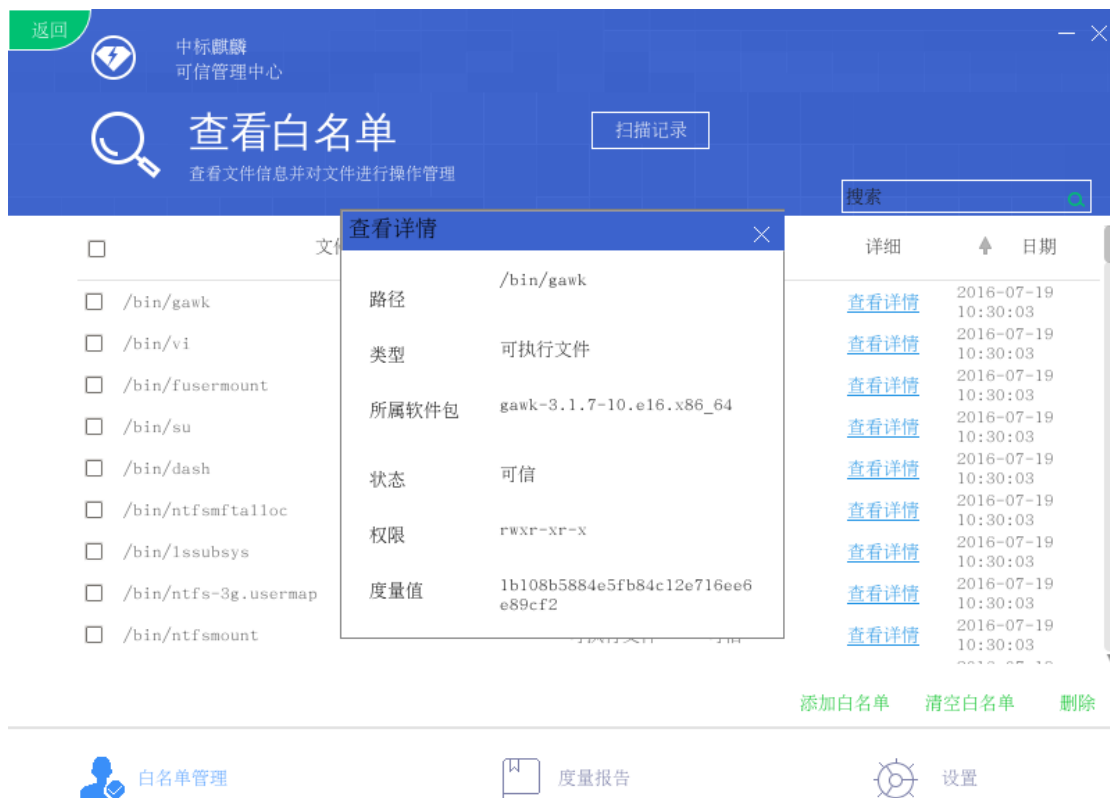 返回
中标麒麟
可信管理中心
查看白名单
扫描记录
查看文件信息并对文件进行操作管理
搜索
查看详情
详细
日期
路径
/bin/gawk
类型
可执行文件
所属软件包
gawk-3.1.7-10.el6.x86_64
状态
可信
权限
rwxr-xr-x
度量值
1b108b5884e5fb84c12e716ee6
e89cf2
/bin/gawk
查看详情
2016-07-19
10:30:03
/bin/vi
查看详情
2016-07-19
10:30:03
/bin/fusermount
查看详情
2016-07-19
10:30:03
/bin/su
查看详情
2016-07-19
10:30:03
/bin/dash
查看详情
2016-07-19
10:30:03
/bin/ntfsmftalloc
查看详情
2016-07-19
10:30:03
/bin/lssubsys
查看详情
2016-07-19
10:30:03
/bin/ntfs-3g.usermap
查看详情
2016-07-19
10:30:03
/bin/ntfsmount
查看详情
2016-07-19
10:30:03
添加白名单
清空白名单
删除
白名单管理
度量报告
设置